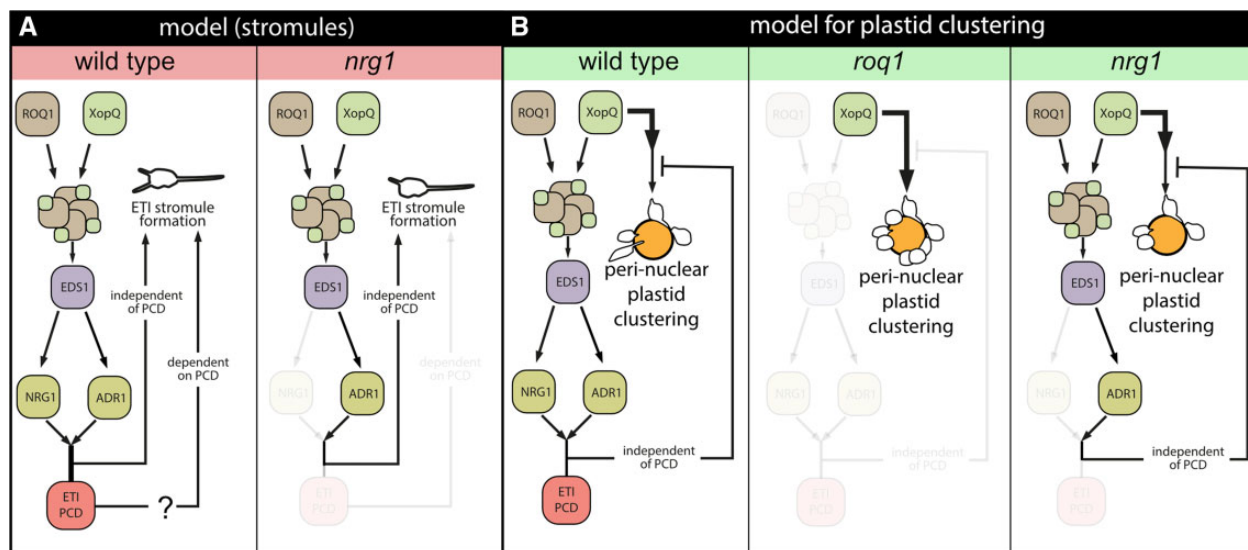 A model (stromules)
B model for plastid clustering
wild type
nrg1
wild type
roq1
nrg1
ROQ1
XopQ
ETI stromule
formation
EDS1
independent
of PCD
dependent
on PCD
NRG1
ADR1
ETI
PCD
?
ROQ1
XopQ
ETI stromule
formation
EDS1
independent
of PCD
dependent
on PCD
NRG1
ADR1
ETI
PCD
ROQ1
XopQ
EDS1
peri-nuclear
plastid
clustering
NRG1
ADR1
independent
of PCD
ETI
PCD
ROQ1
XopQ
EDS1
peri-nuclear
plastid
clustering
NRG1
ADR1
independent
of PCD
ETI
PCD
ROQ1
XopQ
EDS1
peri-nuclear
plastid
clustering
NRG1
ADR1
independent
of PCD
ETI
PCD